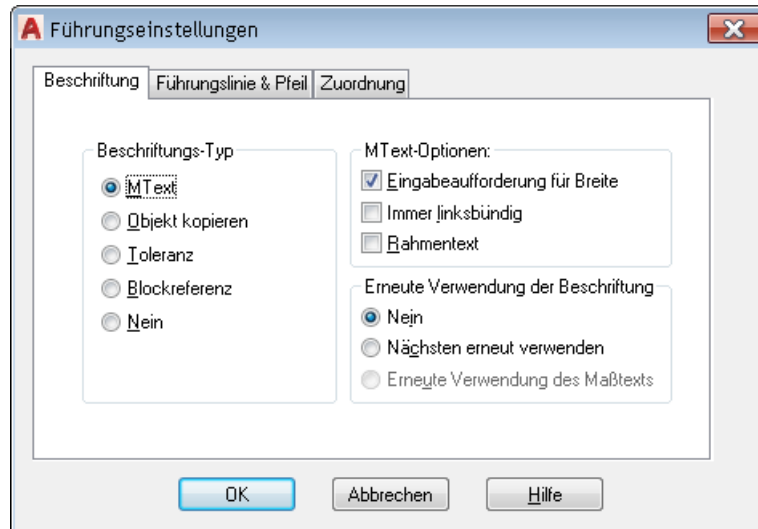 Führungseinstellungen
Beschriftung Führungslinie & Pfeil Zuordnung
Beschriftungs-Typ
MText
Objekt kopieren
Toleranz
Blockreferenz
Nein
MText-Optionen:
Eingabeaufforderung für Breite
Immer linksbündig
Rahmentext
Erneute Verwendung der Beschriftung
Nein
Nächsten erneut verwenden
Erneute Verwendung des Maßtexts
OK Abbrechen Hilfe